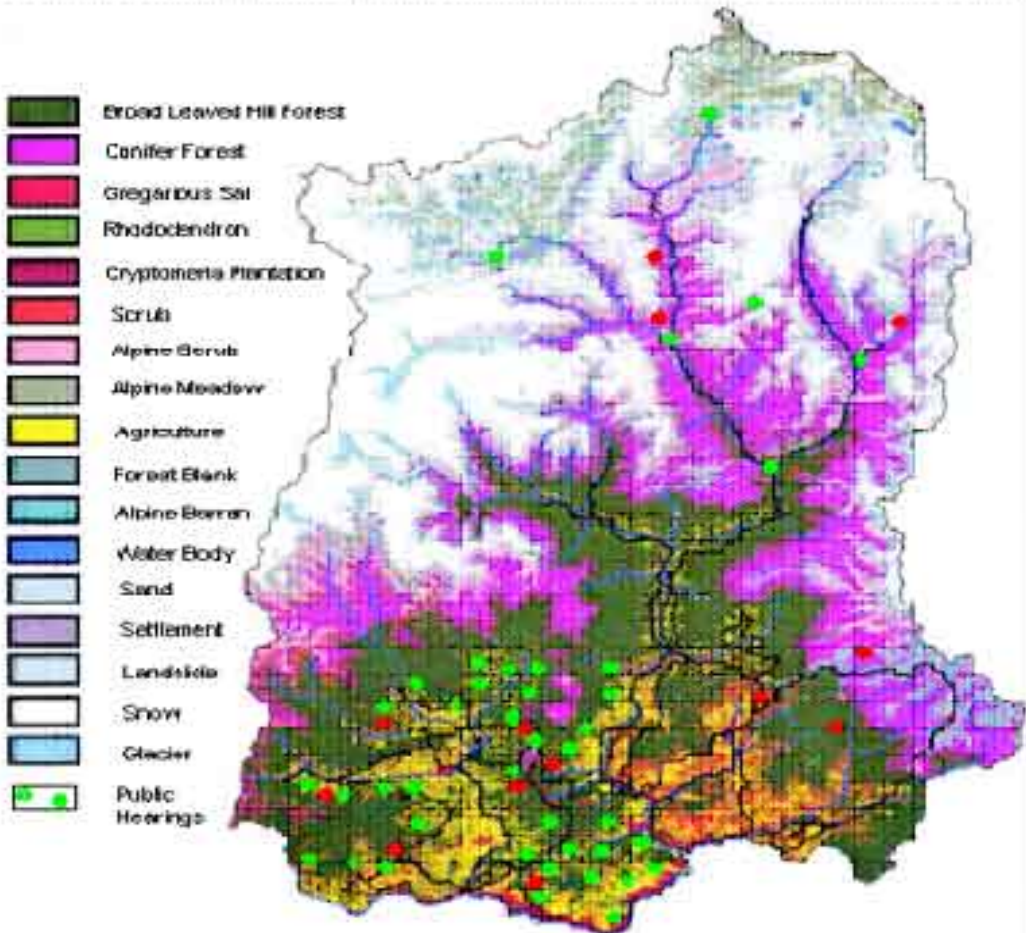 Broad Leaved Hill Forest
Conifer Forest
Gregarious Sal
Rhododendron
Cryptomeria Plantation
Scrub
Alpine Scrub
Alpine Meadow
Agriculture
Forest Blank
Alpine Barran
Water Body
Sand
Settlement
Landslide
Snow
Glacier
Public
Hearings